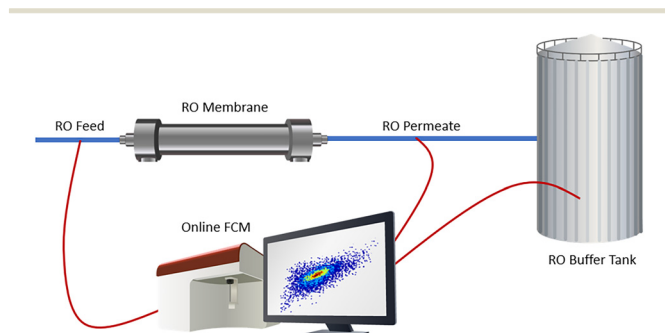 RO Membrane
RO Feed
RO Permeate
Online FCM
RO Buffer Tank